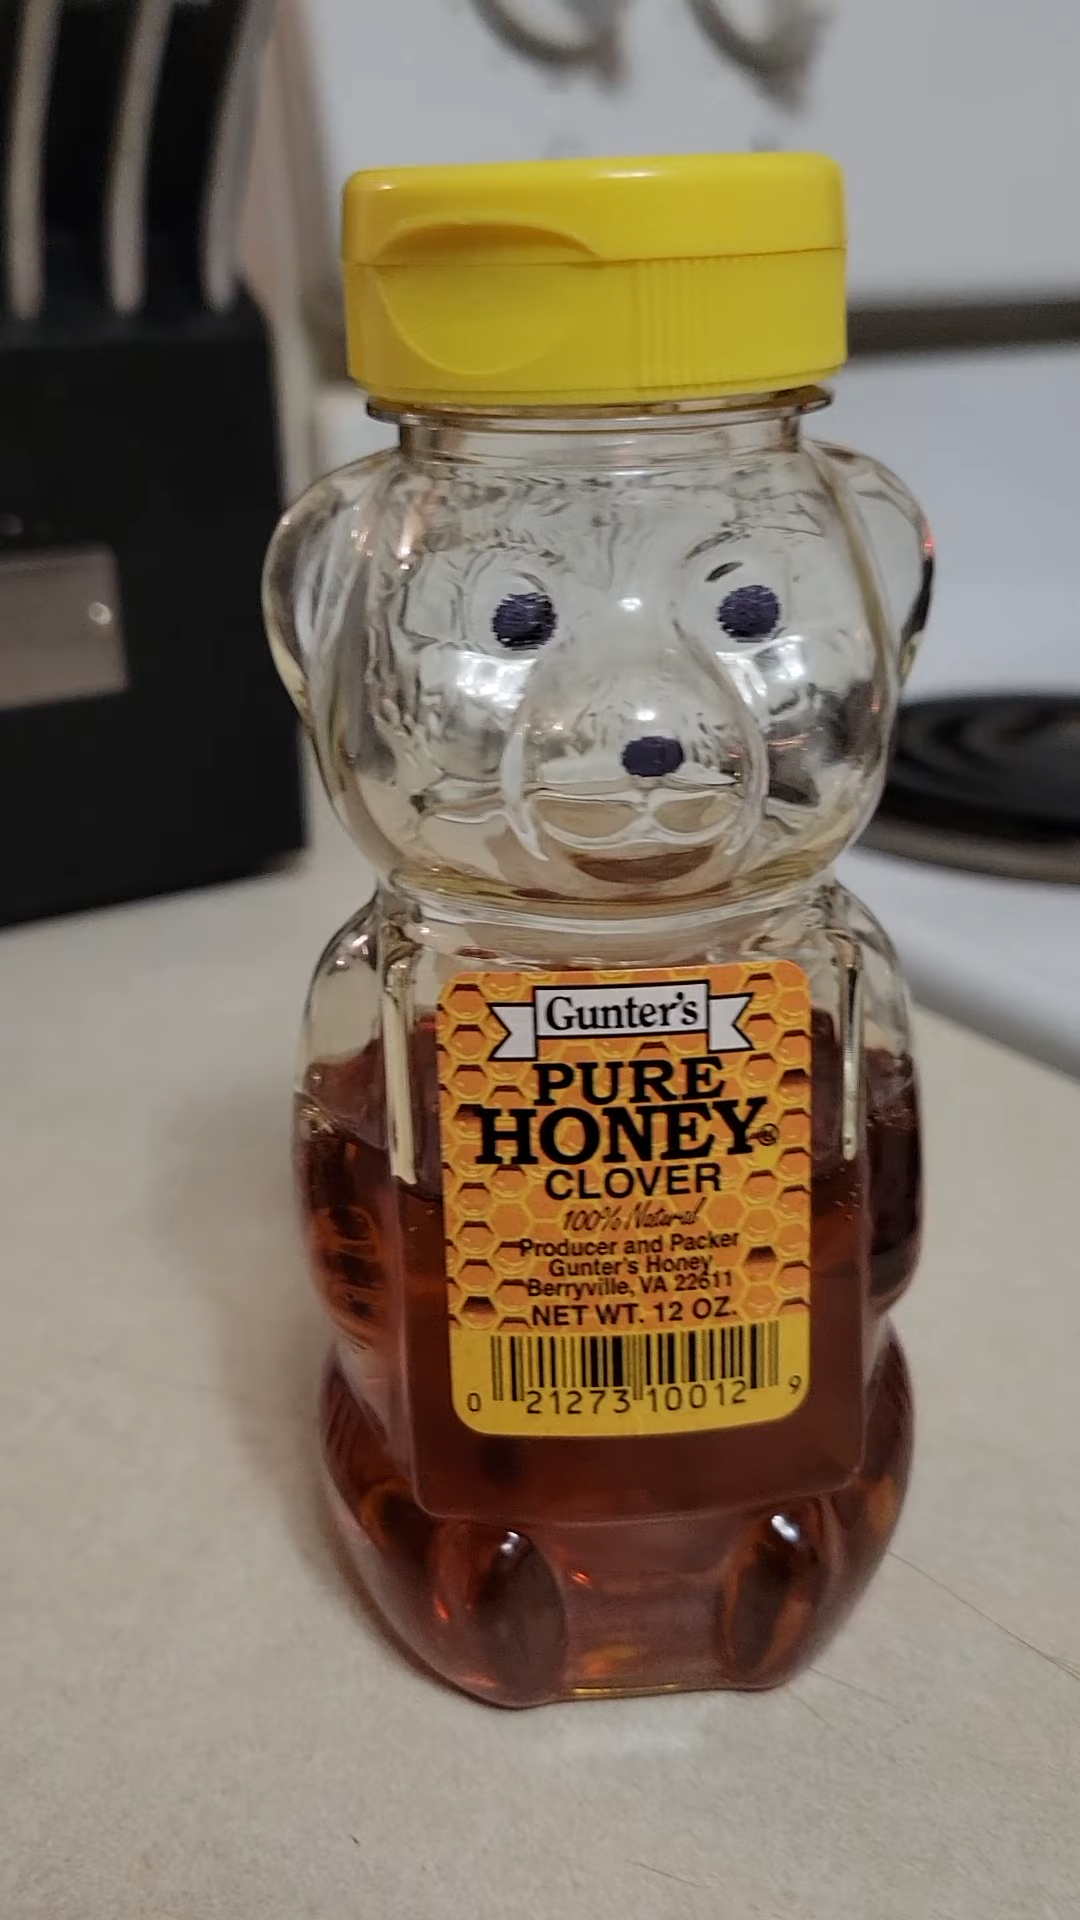 Gunter's
PURE
HONEY®
CLOVER
100% Natural
Producer and Packer
Gunter's Honey
Berryville, VA 22611
NET WT. 12 OZ.
0 21273 10012 9